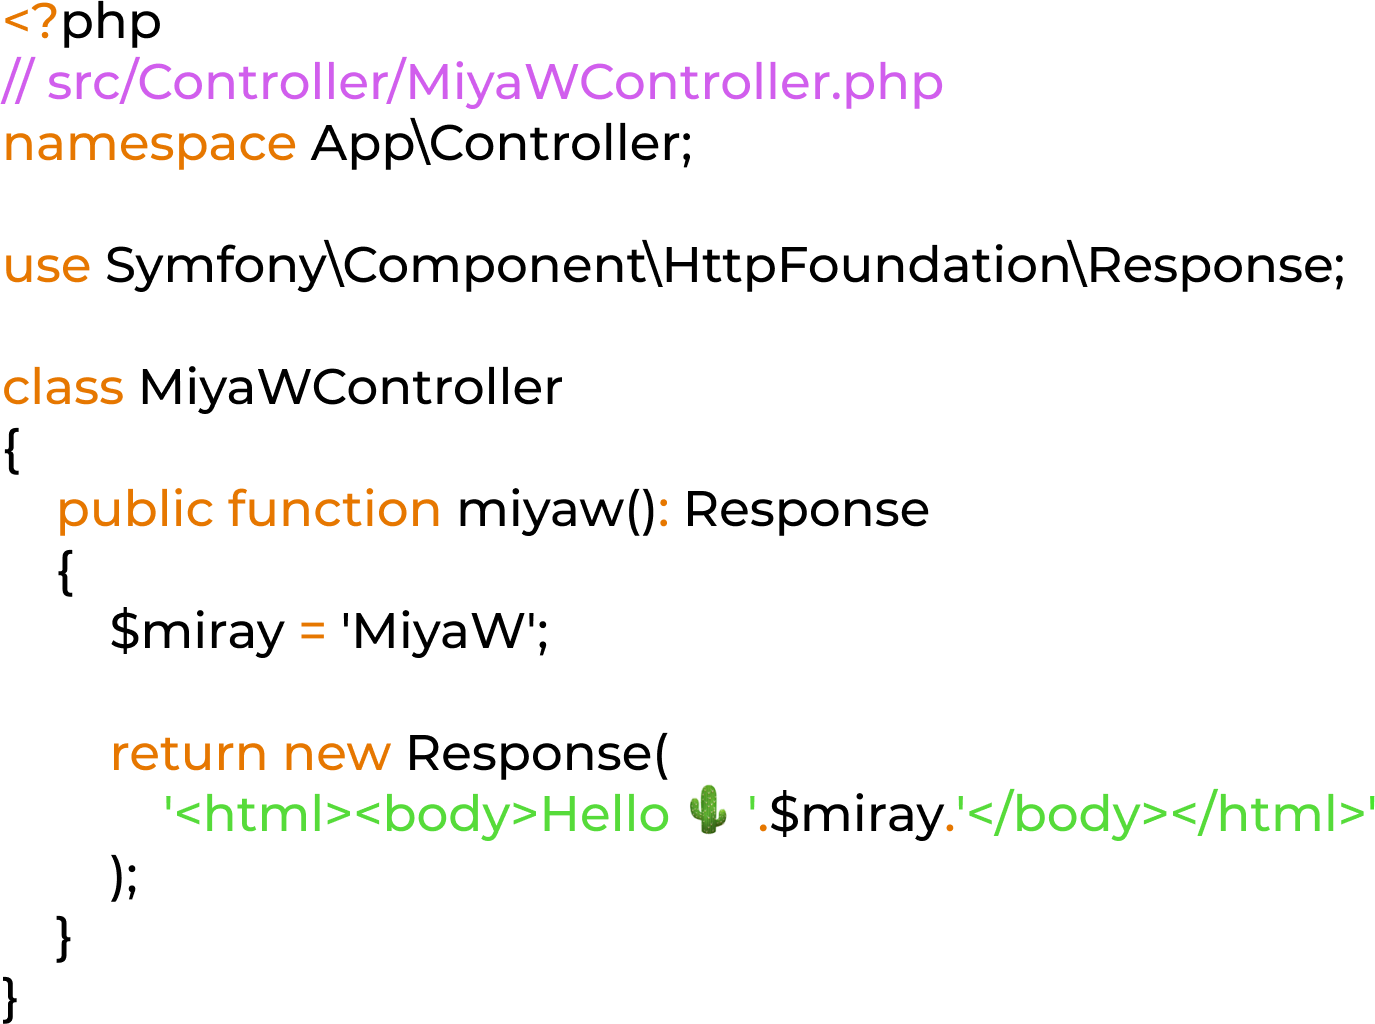 <?php
// src/Controller/MiyaWController.php
namespace App\Controller;
use Symfony\Component\HttpFoundation\Response;
class MiyaWController
{
public function miyaw(): Response
{
$miray = 'MiyaW';
return new Response(
'<html><body>Hello 🌵 '.$miray.'</body></html>'
);
}
}